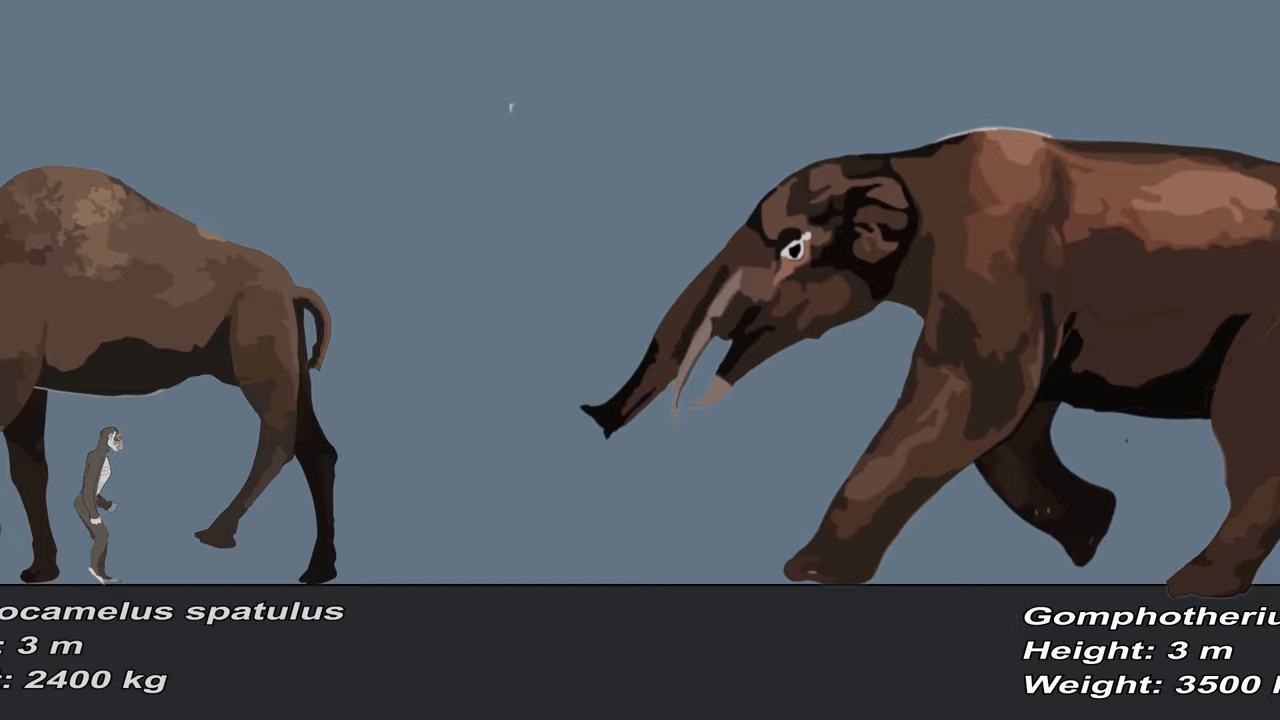 ocamelus spatulus
: 3 m
: 2400 kg
Gomphotheriu
Height: 3 m
Weight: 3500 k